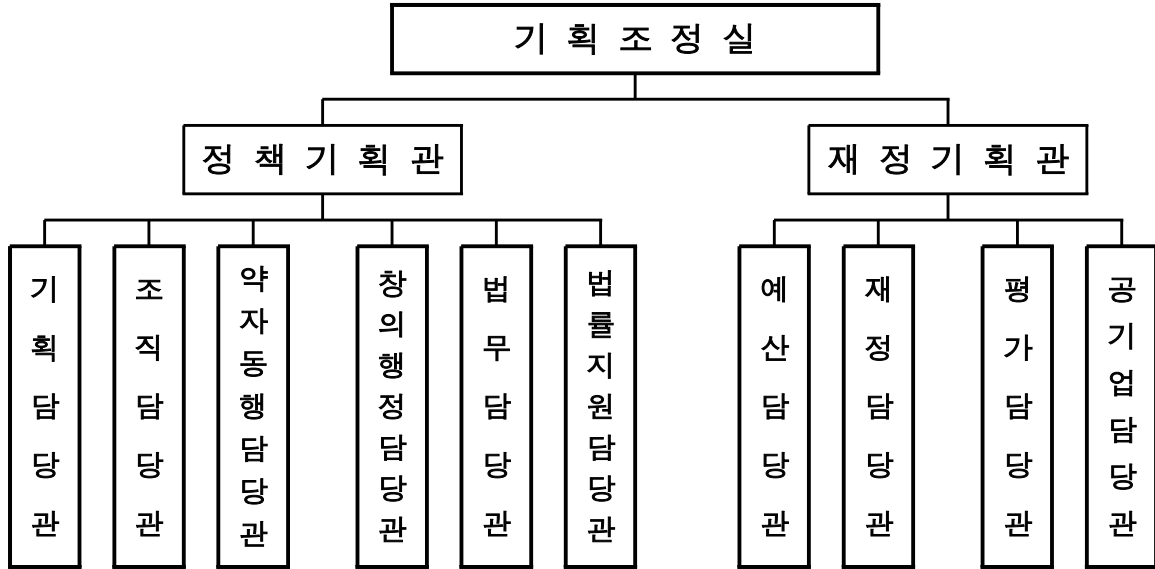 기획조정실
정책기획관
재정기획관
기획담당관
조직담당관
약자동행담당관
창의행정담당관
법무담당관
법률지원담당관
예산담당관
재정담당관
평가담당관
공기업담당관